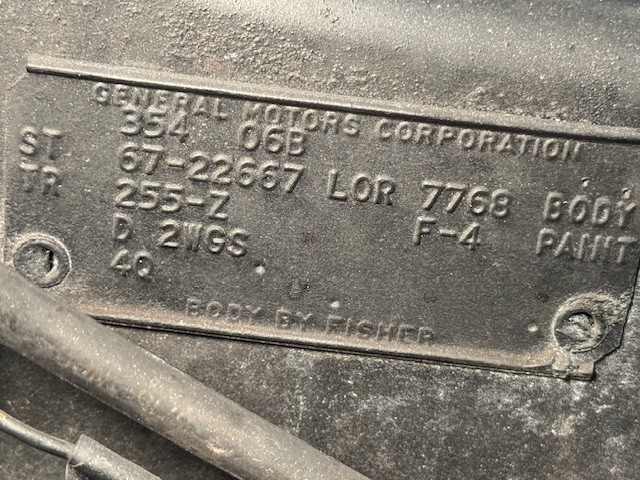 GENERAL MOTORS CORPORATION
354 06B
ST 67-22667 LOR 7768 BODY
TR 255-Z F-4 PAINT
D 2WGS
4Q
BODY BY FISHER